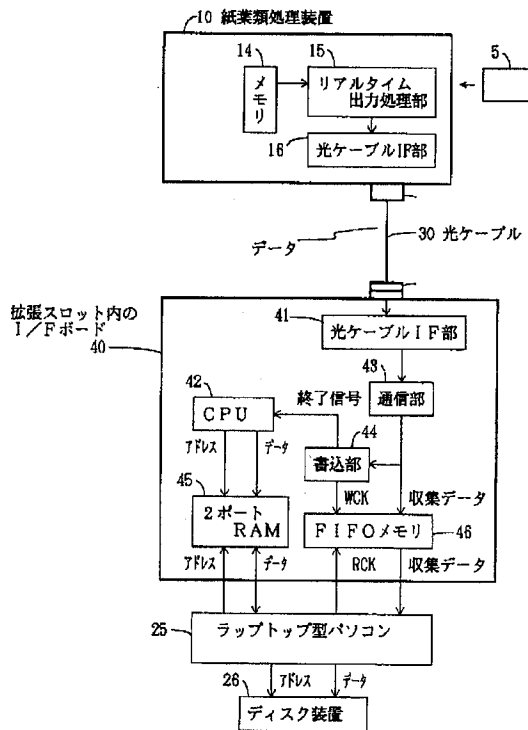 10 紙葉類処理装置
14
メモリ
15
リアルタイム
出力処理部
5
16
光ケーブルIF部
データ
30 光ケーブル
拡張スロット内の
I/Fボード
40
41
光ケーブルIF部
43
通信部
42
CPU
終了信号
44
書込部
アドレス
データ
WCK
収集データ
45
2ポート
RAM
FIFOメモリ
46
アドレス
データ
RCK
収集データ
25
ラップトップ型パソコン
アドレス
データ
26
ディスク装置